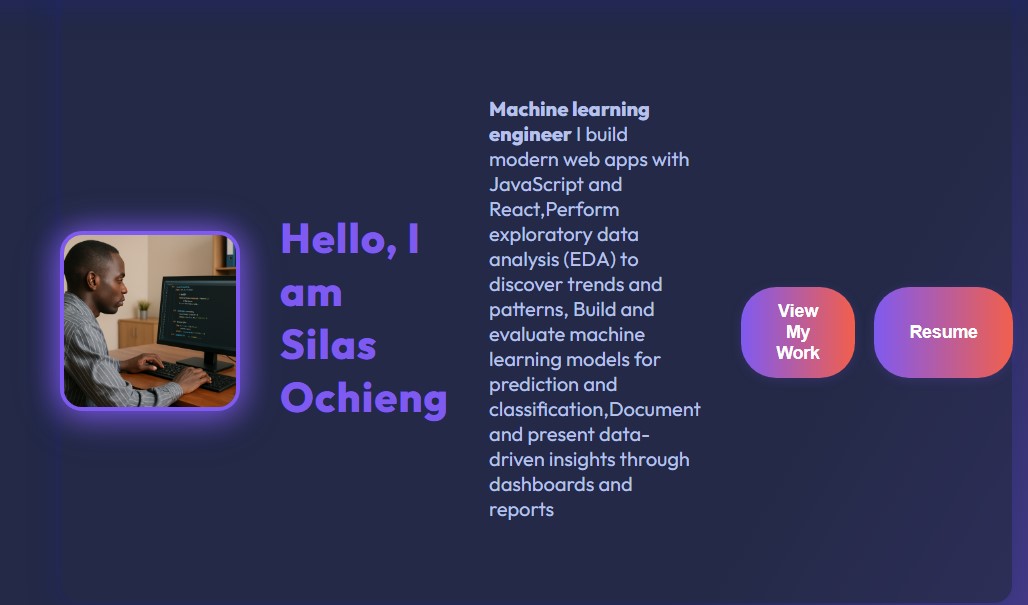 Hello, I
am
Silas
Ochieng
Machine learning
engineer I build
modern web apps with
JavaScript and
React,Perform
exploratory data
analysis (EDA) to
discover trends and
patterns, Build and
evaluate machine
learning models for
prediction and
classification,Document
and present data-
driven insights through
dashboards and
reports
View
My
Work
Resume